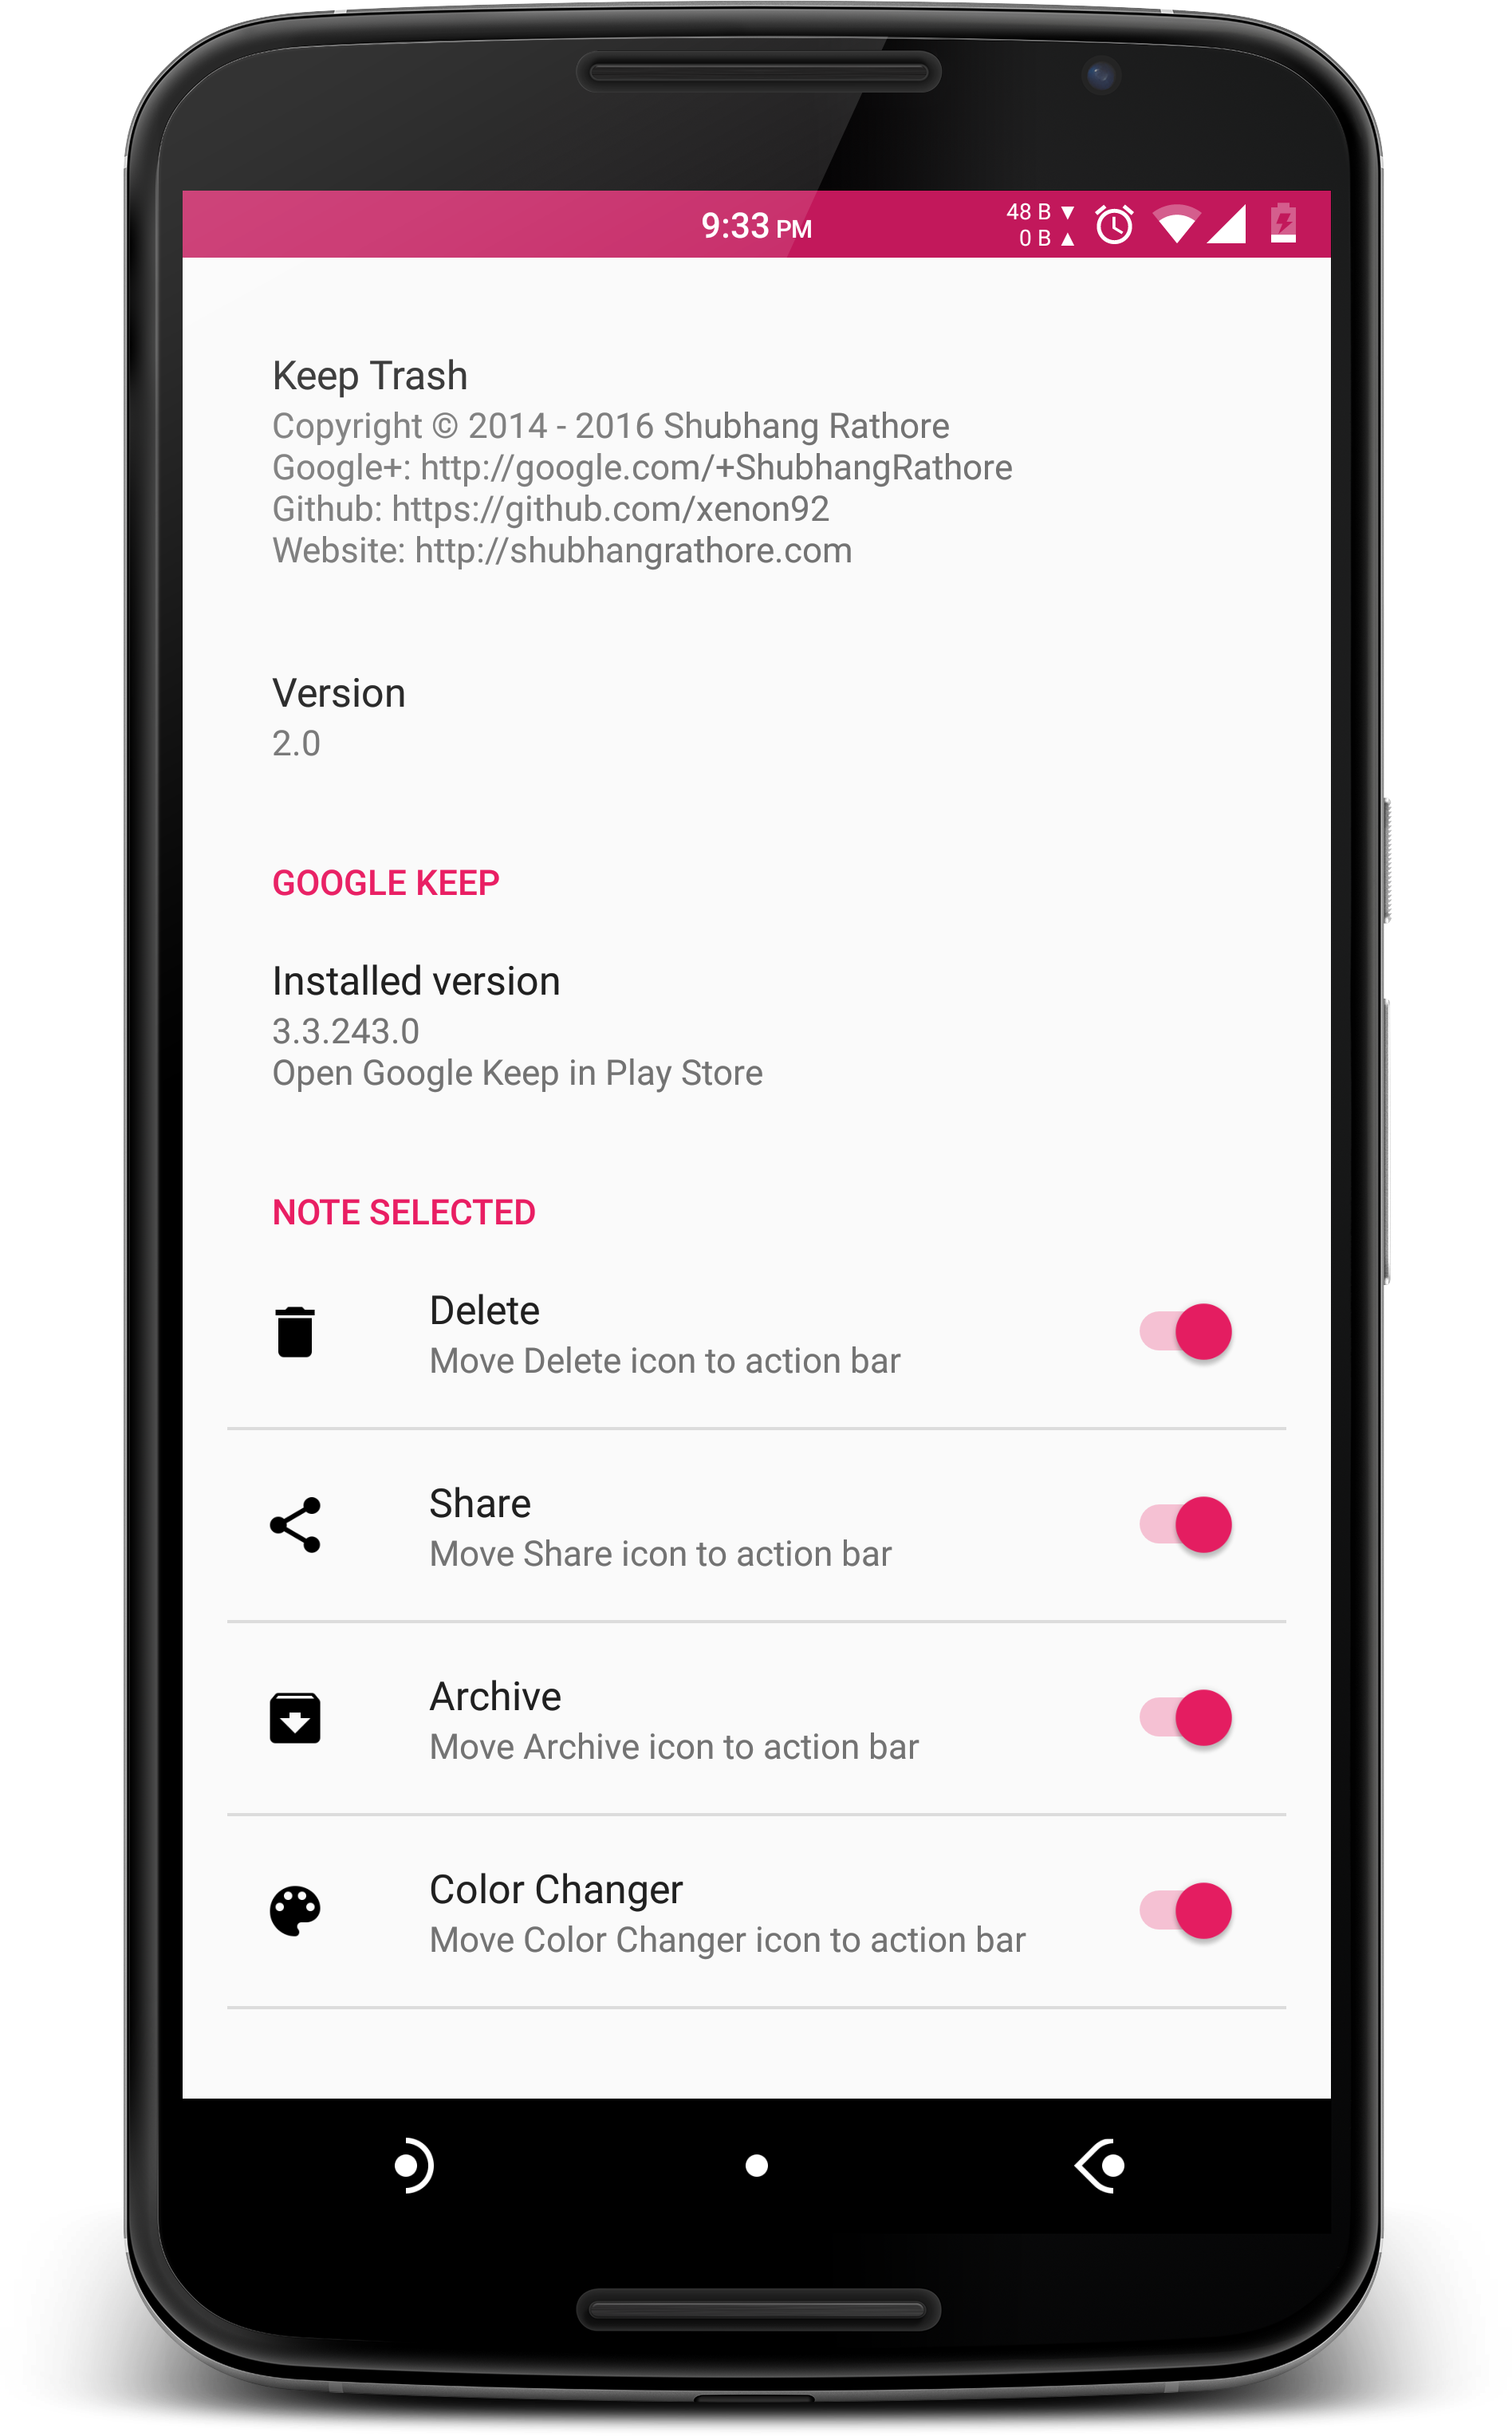 9:33 PM
48 B ▼
0 B ▲
Keep Trash
Copyright © 2014 - 2016 Shubhang Rathore
Google+: http://google.com/+ShubhangRathore
Github: https://github.com/xenon92
Website: http://shubhangrathore.com
Version
2.0
GOOGLE KEEP
Installed version
3.3.243.0
Open Google Keep in Play Store
NOTE SELECTED
Delete
Move Delete icon to action bar
Share
Move Share icon to action bar
Archive
Move Archive icon to action bar
Color Changer
Move Color Changer icon to action bar